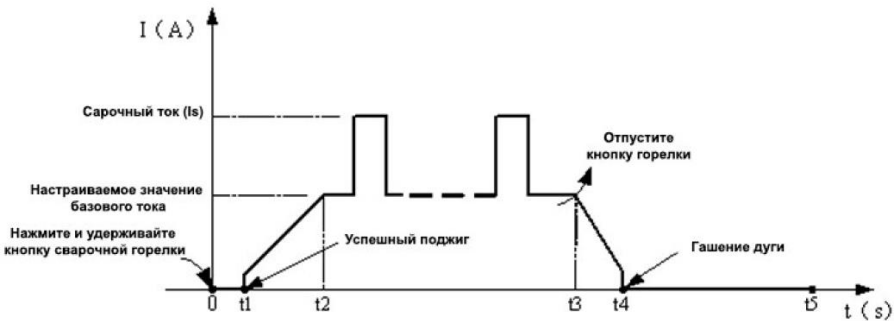 I(A)
Сарочный ток (Is)
Отпустите
кнопку горелки
Настраиваемое значение
базового тока
Нажмите и удерживайте
кнопку сварочной горелки
Успешный поджиг
Гашение дуги
0 t1 t2 t3 t4 t5
t(s)